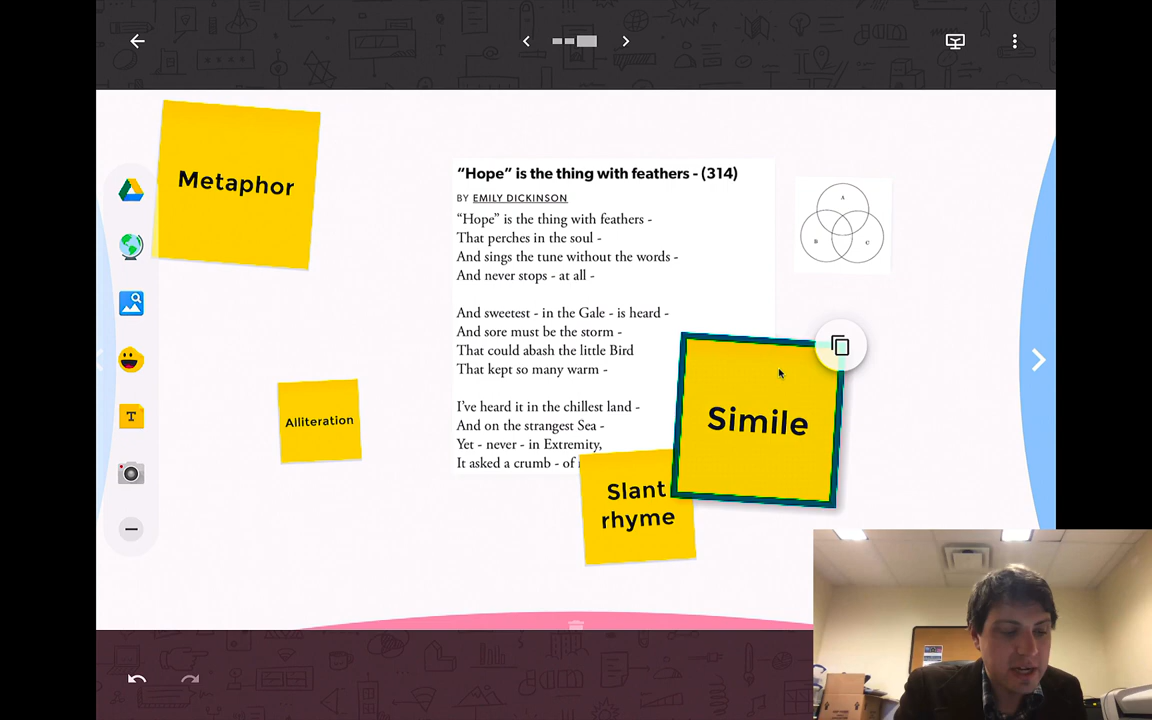 Metaphor
“Hope” is the thing with feathers - (314)
BY EMILY DICKINSON
“Hope” is the thing with feathers -
That perches in the soul -
And sings the tune without the words -
And never stops - at all -
And sweetest - in the Gale - is heard -
And sore must be the storm -
That could abash the little Bird
That kept so many warm -
I’ve heard it in the chillest land -
And on the strangest Sea -
Yet - never - in Extremity,
It asked a crumb - of
A
B
C
Alliteration
Simile
Slant
rhyme
T